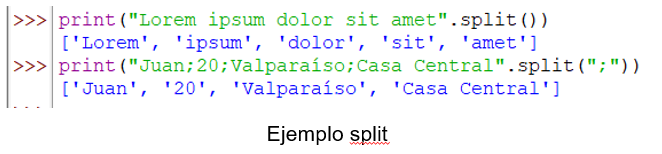 >>> print("Lorem ipsum dolor sit amet".split())
['Lorem', 'ipsum', 'dolor', 'sit', 'amet']
>>> print("Juan;20;Valparaíso;Casa Central".split(";"))
['Juan', '20', 'Valparaíso', 'Casa Central']
Ejemplo split